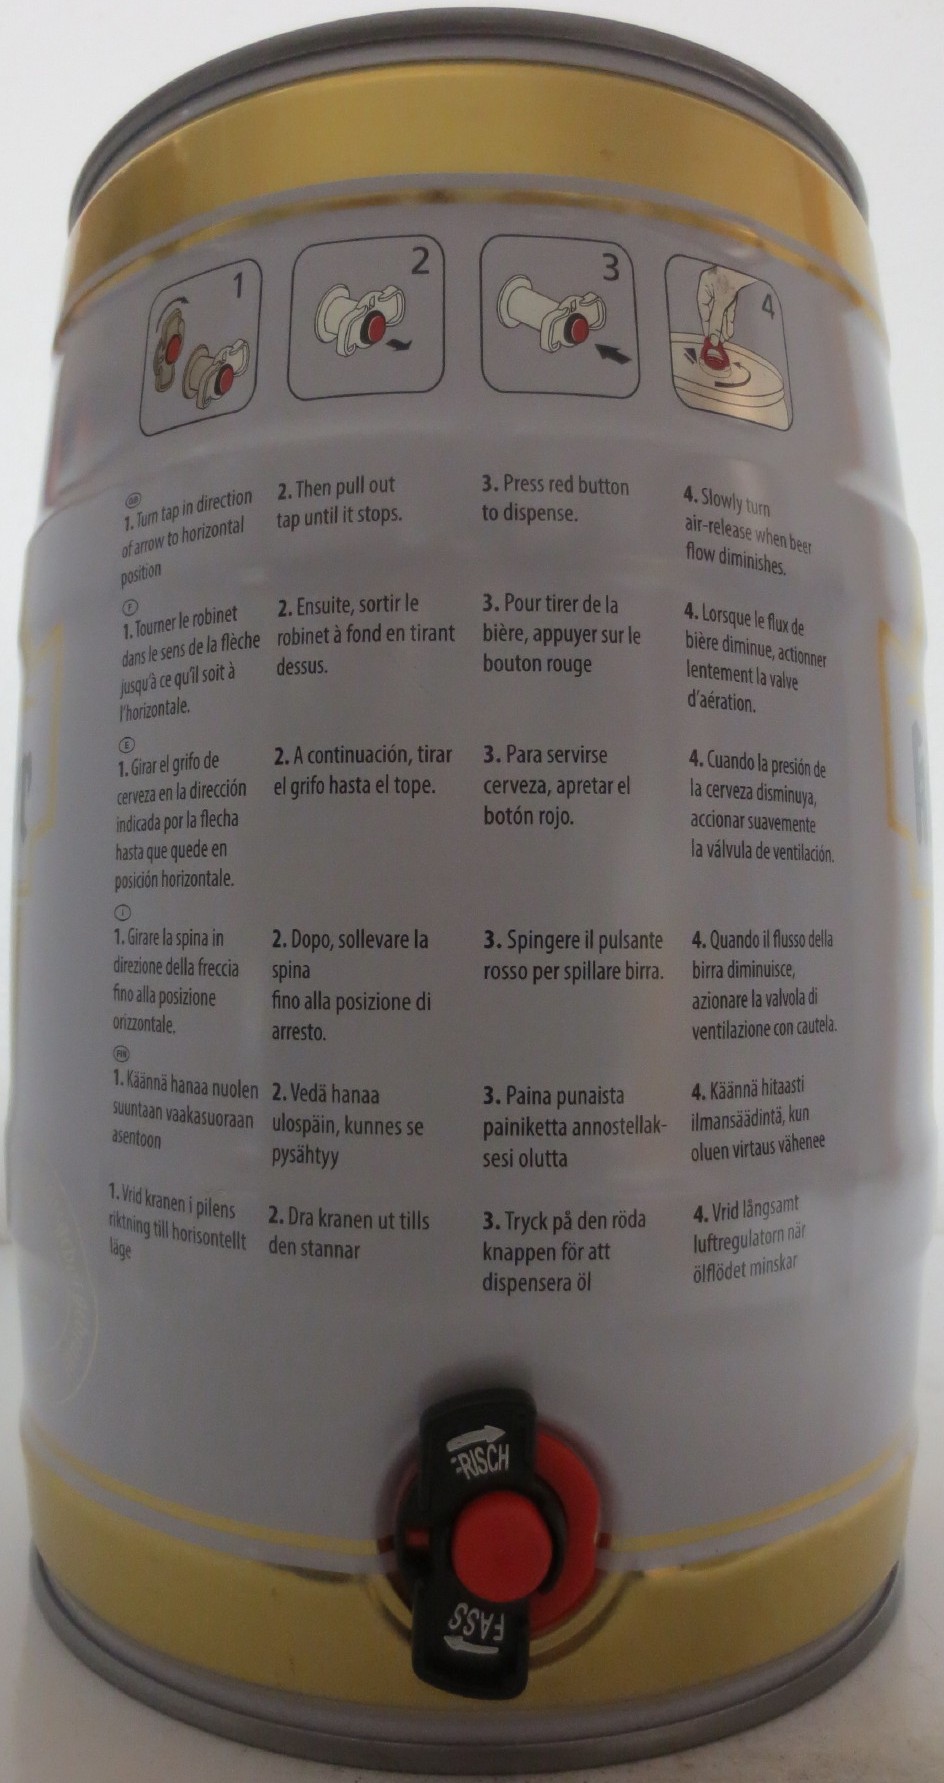 1
2
3
4
GB
1. Turn tap in direction
of arrow to horizontal
position
2. Then pull out
tap until it stops.
3. Press red button
to dispense.
4. Slowly turn
air-release when beer
flow diminishes.
F
1. Tourner le robinet
dans le sens de la flèche
jusqu'à ce qu'il soit à
l'horizontale.
2. Ensuite, sortir le
robinet à fond en tirant
dessus.
3. Pour tirer de la
bière, appuyer sur le
bouton rouge
4. Lorsque le flux de
bière diminue, actionner
lentement la valve
d'aération.
E
1. Girar el grifo de
cerveza en la dirección
indicada por la flecha
hasta que quede en
posición horizontale.
2. A continuación, tirar
el grifo hasta el tope.
3. Para servirse
cerveza, apretar el
botón rojo.
4. Cuando la presión de
la cerveza disminuya,
accionar suavemente
la válvula de ventilación.
I
1. Girare la spina in
direzione della freccia
fino alla posizione
orizzontale.
2. Dopo, sollevare la
spina
fino alla posizione di
arresto.
3. Spingere il pulsante
rosso per spillare birra.
4. Quando il flusso della
birra diminuisce,
azionare la valvola di
ventilazione con cautela.
FIN
1. Käännä hanaa nuolen
suuntaan vaakasuoraan
asentoon
2. Vedä hanaa
ulospäin, kunnes se
pysähtyy
3. Paina punaista
painiketta annostellak-
sesi olutta
4. Käännä hitaasti
ilmansäädintä, kun
oluen virtaus vähenee
1. Vrid kranen i pilens
riktning till horisontellt
läge
2. Dra kranen ut tills
den stannar
3. Tryck på den röda
knappen för att
dispensera öl
4. Vrid långsamt
luftregulatorn när
ölflödet minskar
FRISCH
FASS